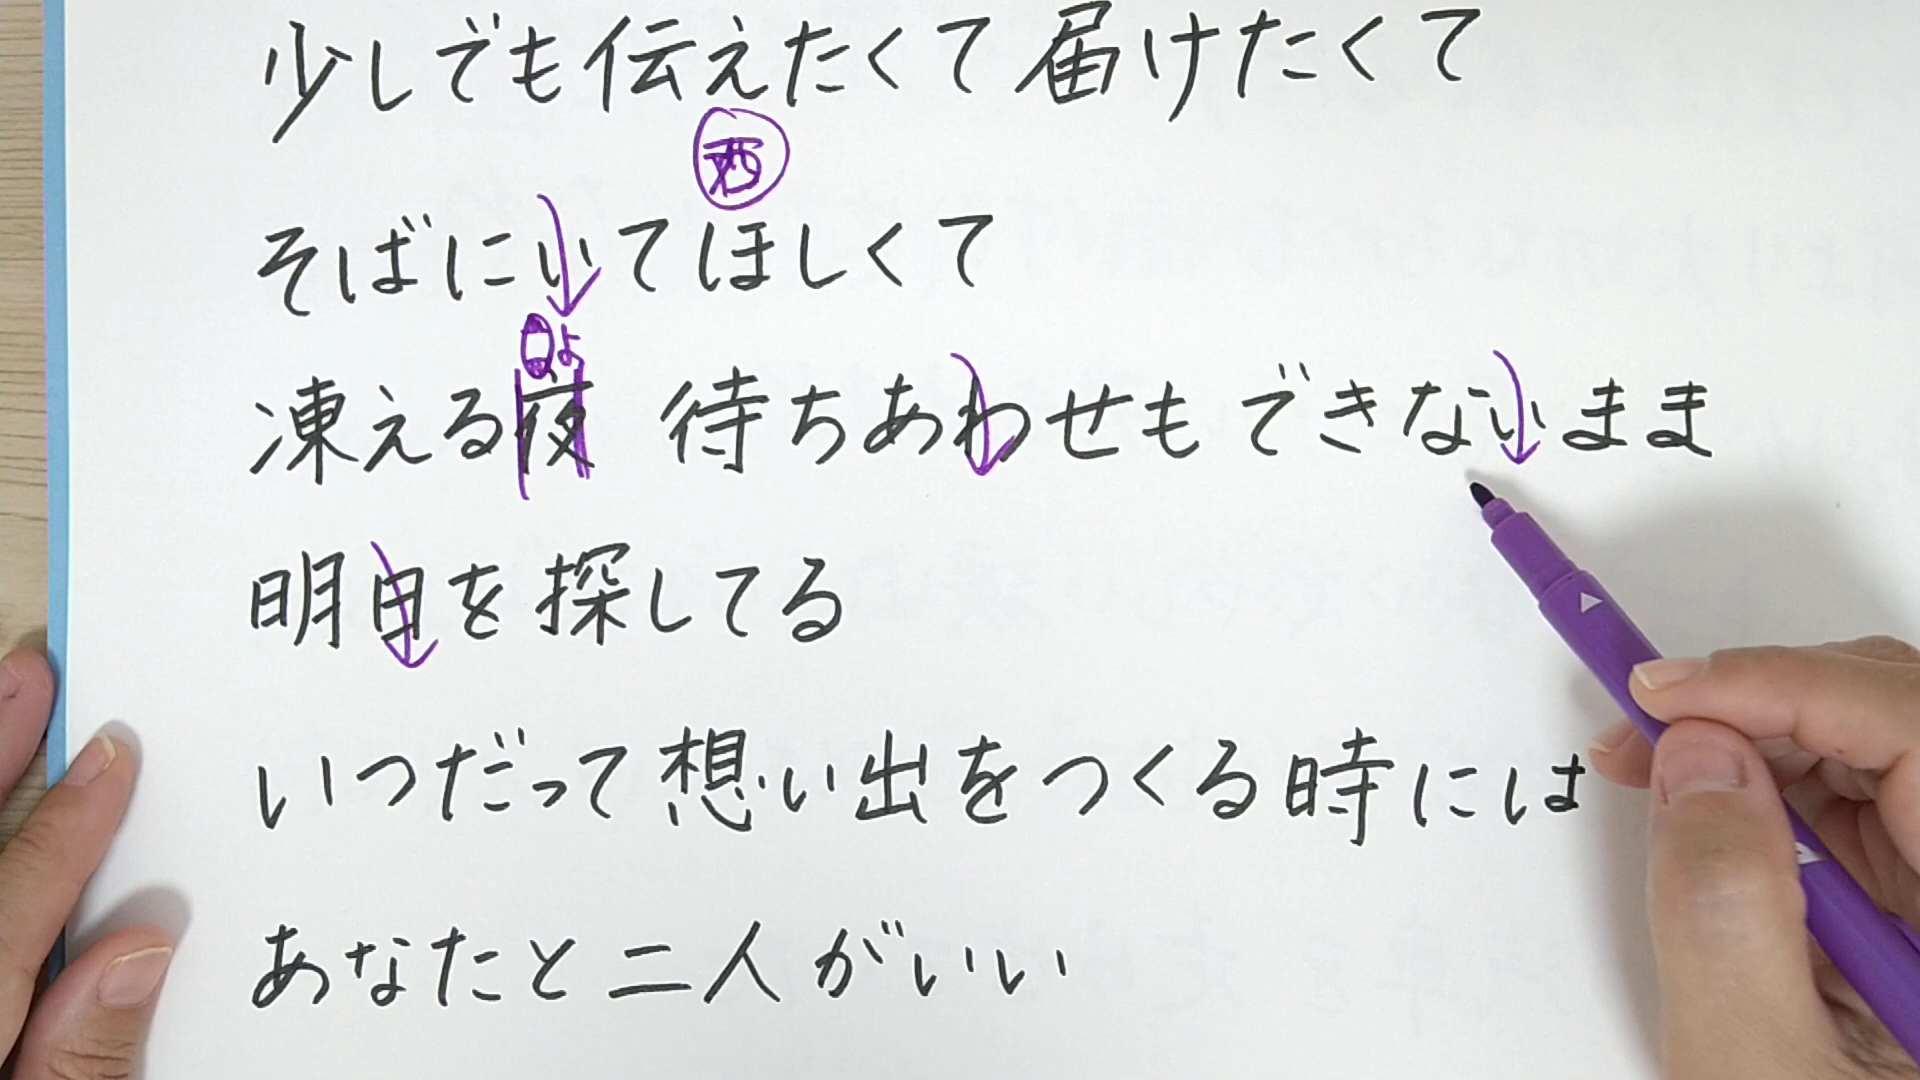 少しでも伝えたくて届けたくて
そばにいてほしくて
よ
凍える夜 待ちあわせもできないまま
明日を探してる
いつだって想い出をつくる時には
あなたと二人がいい